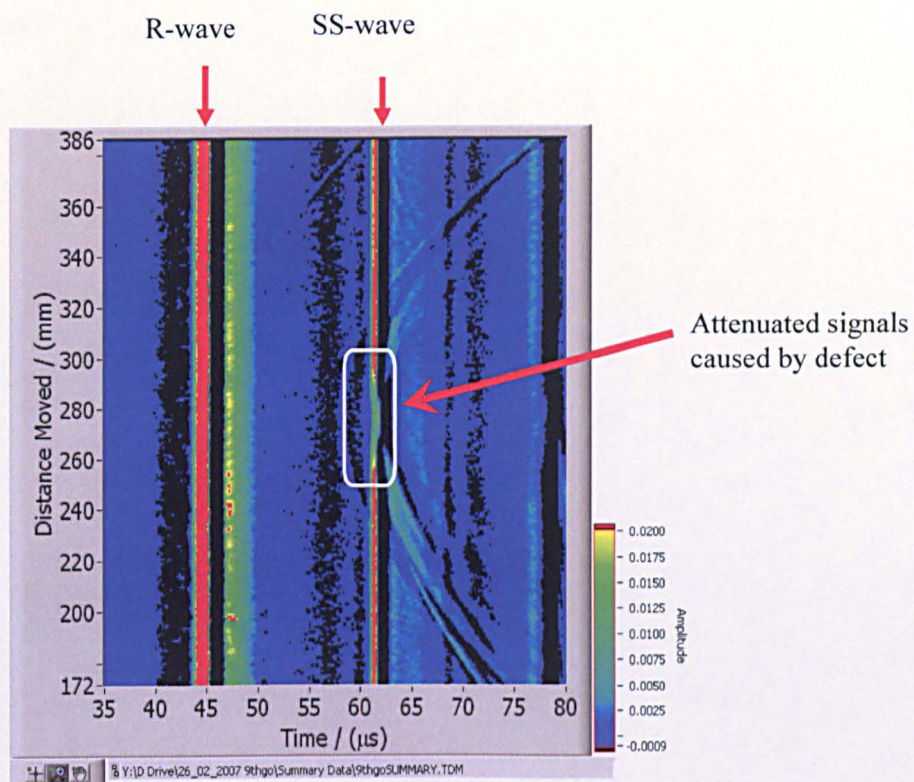 R-wave
SS-wave
386
360
340
320
300
280
260
240
220
200
172
Distance Moved / (mm)
35 40 45 50 55 60 65 70 75 80
Time / (µs)
Attenuated signals
caused by defect
0.0200
0.0175
0.0150
0.0125
0.0100
0.0075
0.0050
0.0025
-0.0009
Amplitude
Y:\D Drive\26_02_2007 9thgo\Summary Data\9thgoSUMMARY.TDM